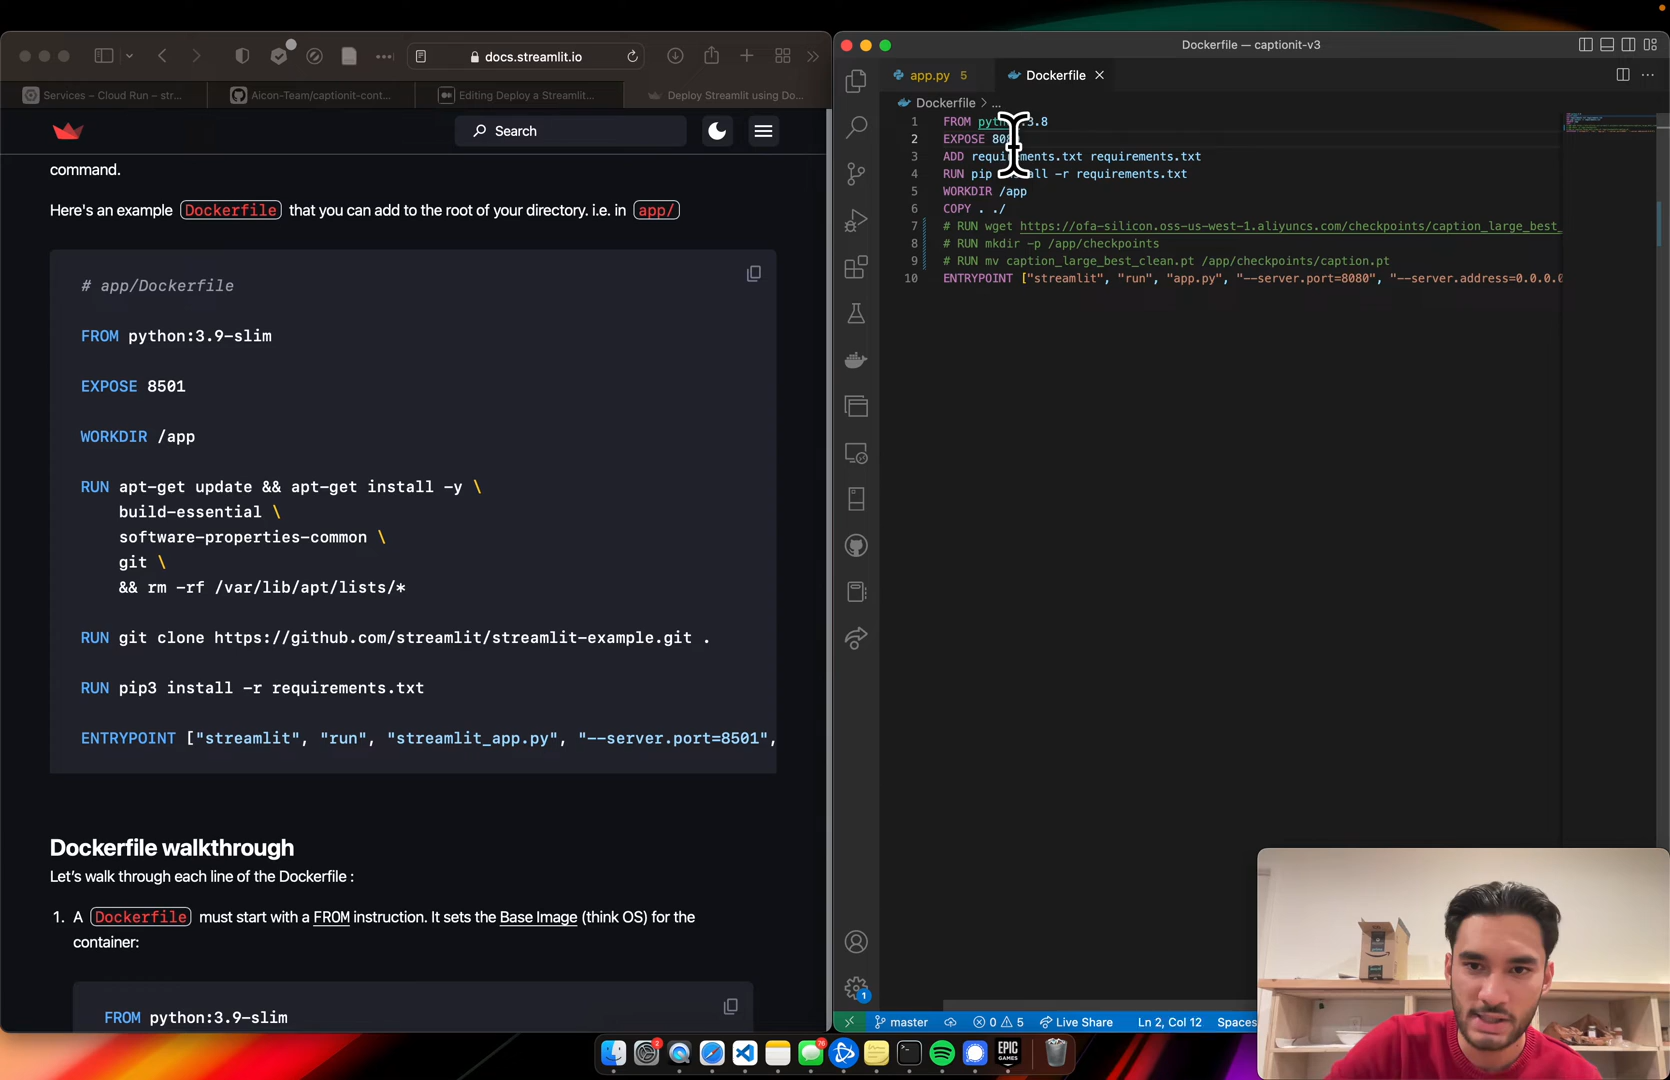 docs.streamlit.io
Services – Cloud Run – str...
Aicon-Team/captionit-cont...
Editing Deploy a Streamlit...
Deploy Streamlit using Do...
Search
command.
Here's an example Dockerfile that you can add to the root of your directory. i.e. in app/
# app/Dockerfile
FROM python:3.9-slim
EXPOSE 8501
WORKDIR /app
RUN apt-get update && apt-get install -y \
build-essential \
software-properties-common \
git \
&& rm -rf /var/lib/apt/lists/*
RUN git clone https://github.com/streamlit/streamlit-example.git .
RUN pip3 install -r requirements.txt
ENTRYPOINT ["streamlit", "run", "streamlit_app.py", "--server.port=8501",
Dockerfile walkthrough
Let's walk through each line of the Dockerfile :
1. A Dockerfile must start with a FROM instruction. It sets the Base Image (think OS) for the
container:
FROM python:3.9-slim
Dockerfile — captionit-v3
app.py 5
Dockerfile
Dockerfile > ...
1 FROM python:3.8
2 EXPOSE 8080
3 ADD requirements.txt requirements.txt
4 RUN pip install -r requirements.txt
5 WORKDIR /app
6 COPY . ./
7 # RUN wget https://ofa-silicon.oss-us-west-1.aliyuncs.com/checkpoints/caption_large_best_
8 # RUN mkdir -p /app/checkpoints
9 # RUN mv caption_large_best_clean.pt /app/checkpoints/caption.pt
10 ENTRYPOINT ["streamlit", "run", "app.py", "--server.port=8080", "--server.address=0.0.0.0
1
master 0 5 Live Share Ln 2, Col 12 Spaces
2
76
EPIC
GAMES